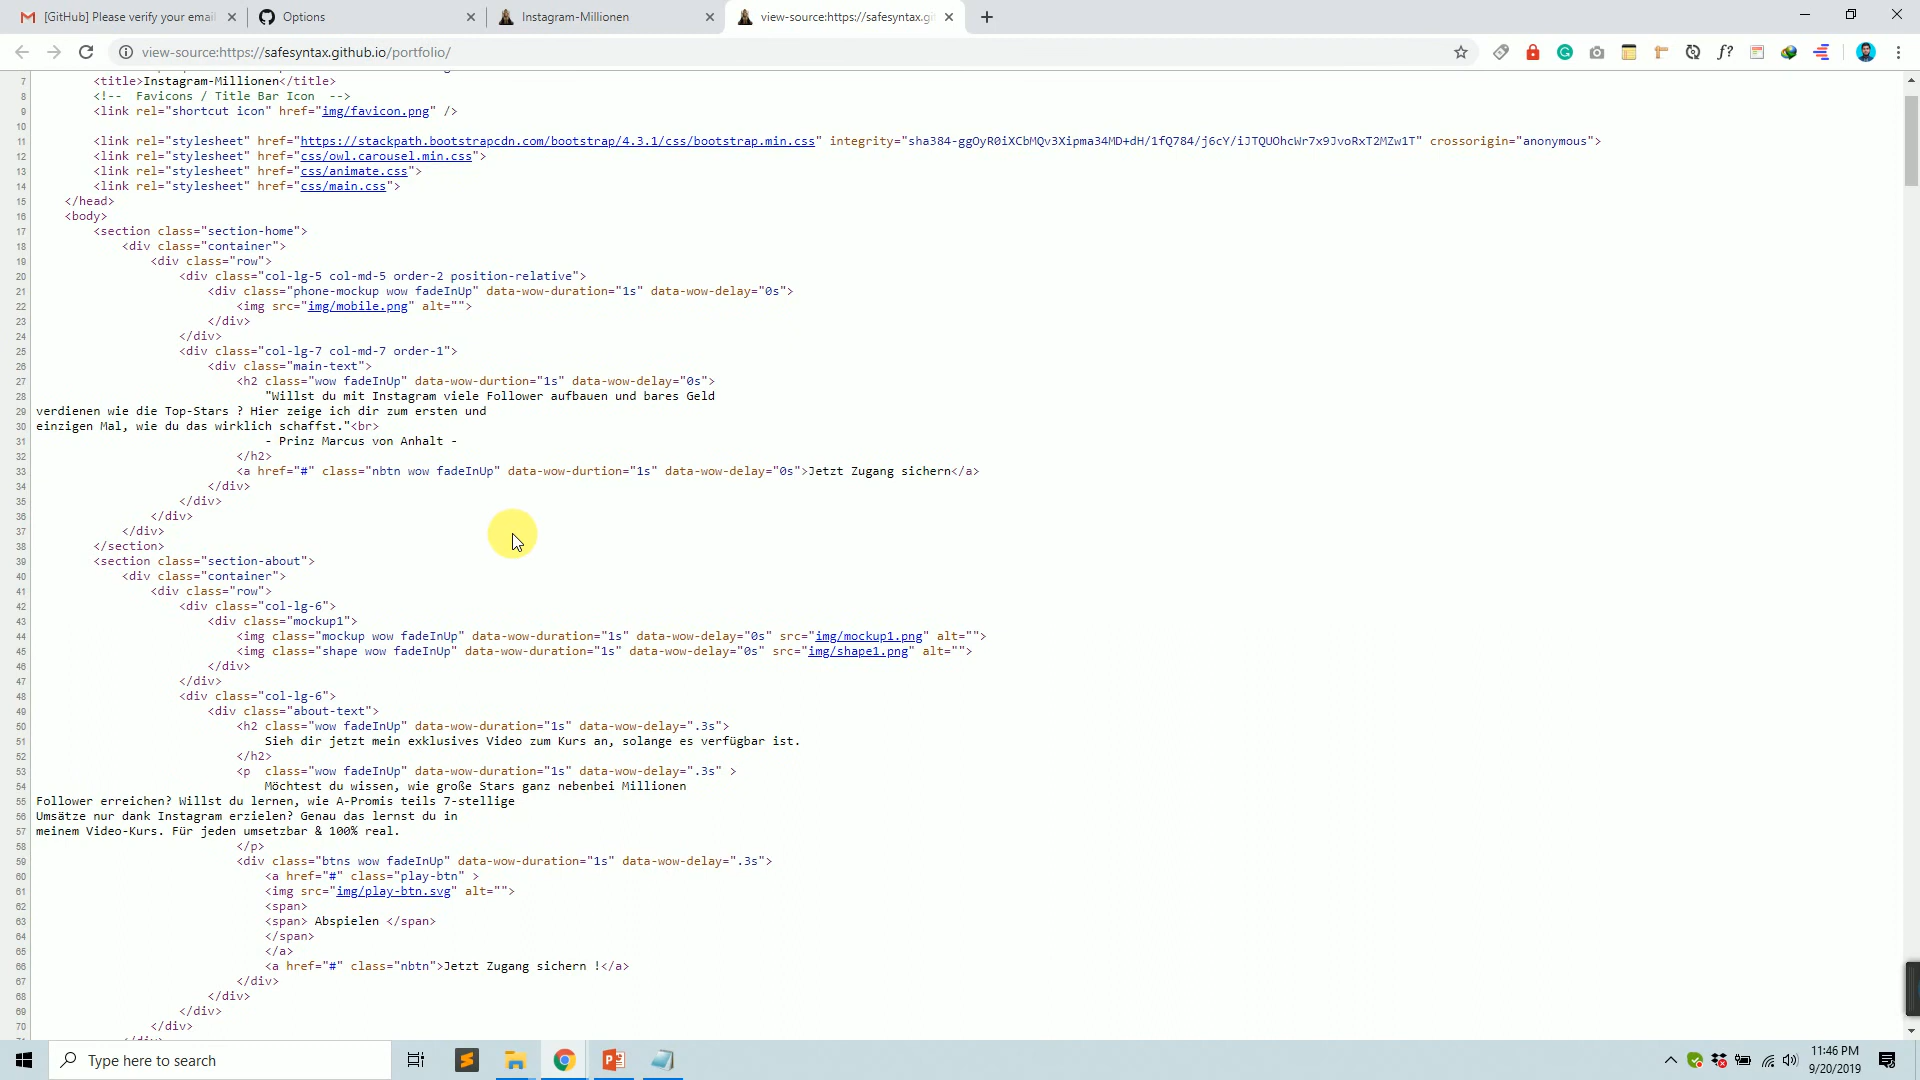 [GitHub] Please verify your email
Options
Instagram-Millionen
view-source:https://safesyntax.gi
view-source:https://safesyntax.github.io/portfolio/
7 <title>Instagram-Millionen</title>
8 <!--  Favicons / Title Bar Icon  -->
9 <link rel="shortcut icon" href="img/favicon.png" />
10
11 <link rel="stylesheet" href="https://stackpath.bootstrapcdn.com/bootstrap/4.3.1/css/bootstrap.min.css" integrity="sha384-ggOyR0iXCbMQv3Xipma34MD+dH/1fQ784/j6cY/iJTQUOhcWr7x9JvoRxT2MZw1T" crossorigin="anonymous">
12 <link rel="stylesheet" href="css/owl.carousel.min.css">
13 <link rel="stylesheet" href="css/animate.css">
14 <link rel="stylesheet" href="css/main.css">
15 </head>
16 <body>
17 <section class="section-home">
18 <div class="container">
19 <div class="row">
20 <div class="col-lg-5 col-md-5 order-2 position-relative">
21 <div class="phone-mockup wow fadeInUp" data-wow-duration="1s" data-wow-delay="0s">
22 <img src="img/mobile.png" alt="">
23 </div>
24 </div>
25 <div class="col-lg-7 col-md-7 order-1">
26 <div class="main-text">
27 <h2 class="wow fadeInUp" data-wow-durtion="1s" data-wow-delay="0s">
28 "Willst du mit Instagram viele Follower aufbauen und bares Geld
29 verdienen wie die Top-Stars ? Hier zeige ich dir zum ersten und
30 einzigen Mal, wie du das wirklich schaffst."<br>
31 - Prinz Marcus von Anhalt -
32 </h2>
33 <a href="#" class="nbtn wow fadeInUp" data-wow-durtion="1s" data-wow-delay="0s">Jetzt Zugang sichern</a>
34 </div>
35 </div>
36 </div>
37 </div>
38 </section>
39 <section class="section-about">
40 <div class="container">
41 <div class="row">
42 <div class="col-lg-6">
43 <div class="mockup1">
44 <img class="mockup wow fadeInUp" data-wow-duration="1s" data-wow-delay="0s" src="img/mockup1.png" alt="">
45 <img class="shape wow fadeInUp" data-wow-duration="1s" data-wow-delay="0s" src="img/shape1.png" alt="">
46 </div>
47 </div>
48 <div class="col-lg-6">
49 <div class="about-text">
50 <h2 class="wow fadeInUp" data-wow-duration="1s" data-wow-delay=".3s">
51 Sieh dir jetzt mein exklusives Video zum Kurs an, solange es verfügbar ist.
52 </h2>
53 <p  class="wow fadeInUp" data-wow-duration="1s" data-wow-delay=".3s" >
54 Möchtest du wissen, wie große Stars ganz nebenbei Millionen
55 Follower erreichen? Willst du lernen, wie A-Promis teils 7-stellige
56 Umsätze nur dank Instagram erzielen? Genau das lernst du in
57 meinem Video-Kurs. Für jeden umsetzbar & 100% real.
58 </p>
59 <div class="btns wow fadeInUp" data-wow-duration="1s" data-wow-delay=".3s">
60 <a href="#" class="play-btn" >
61 <img src="img/play-btn.svg" alt="">
62 <span>
63 <span> Abspielen </span>
64 </span>
65 </a>
66 <a href="#" class="nbtn">Jetzt Zugang sichern !</a>
67 </div>
68 </div>
69 </div>
70 </div>
Type here to search
11:46 PM
9/20/2019